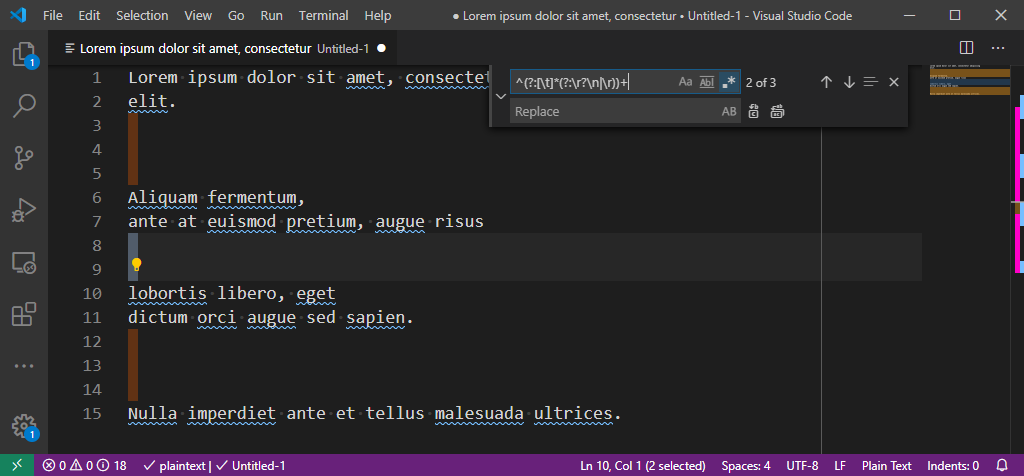 File Edit Selection View Go Run Terminal Help ● Lorem ipsum dolor sit amet, consectetur • Untitled-1 - Visual Studio Code
Lorem ipsum dolor sit amet, consectetur Untitled-1 ●
^(?:[\t]*(?:\r?\n|\r))+ Aa Abl .* 2 of 3
Replace AB
1 Lorem ipsum dolor sit amet, consectet
2 elit.
3
4
5
6 Aliquam fermentum,
7 ante at euismod pretium, augue risus
8
9
10 lobortis libero, eget
11 dictum orci augue sed sapien.
12
13
14
15 Nulla imperdiet ante et tellus malesuada ultrices.
1
1
0 0 18 plaintext | Untitled-1 Ln 10, Col 1 (2 selected) Spaces: 4 UTF-8 LF Plain Text Indents: 0